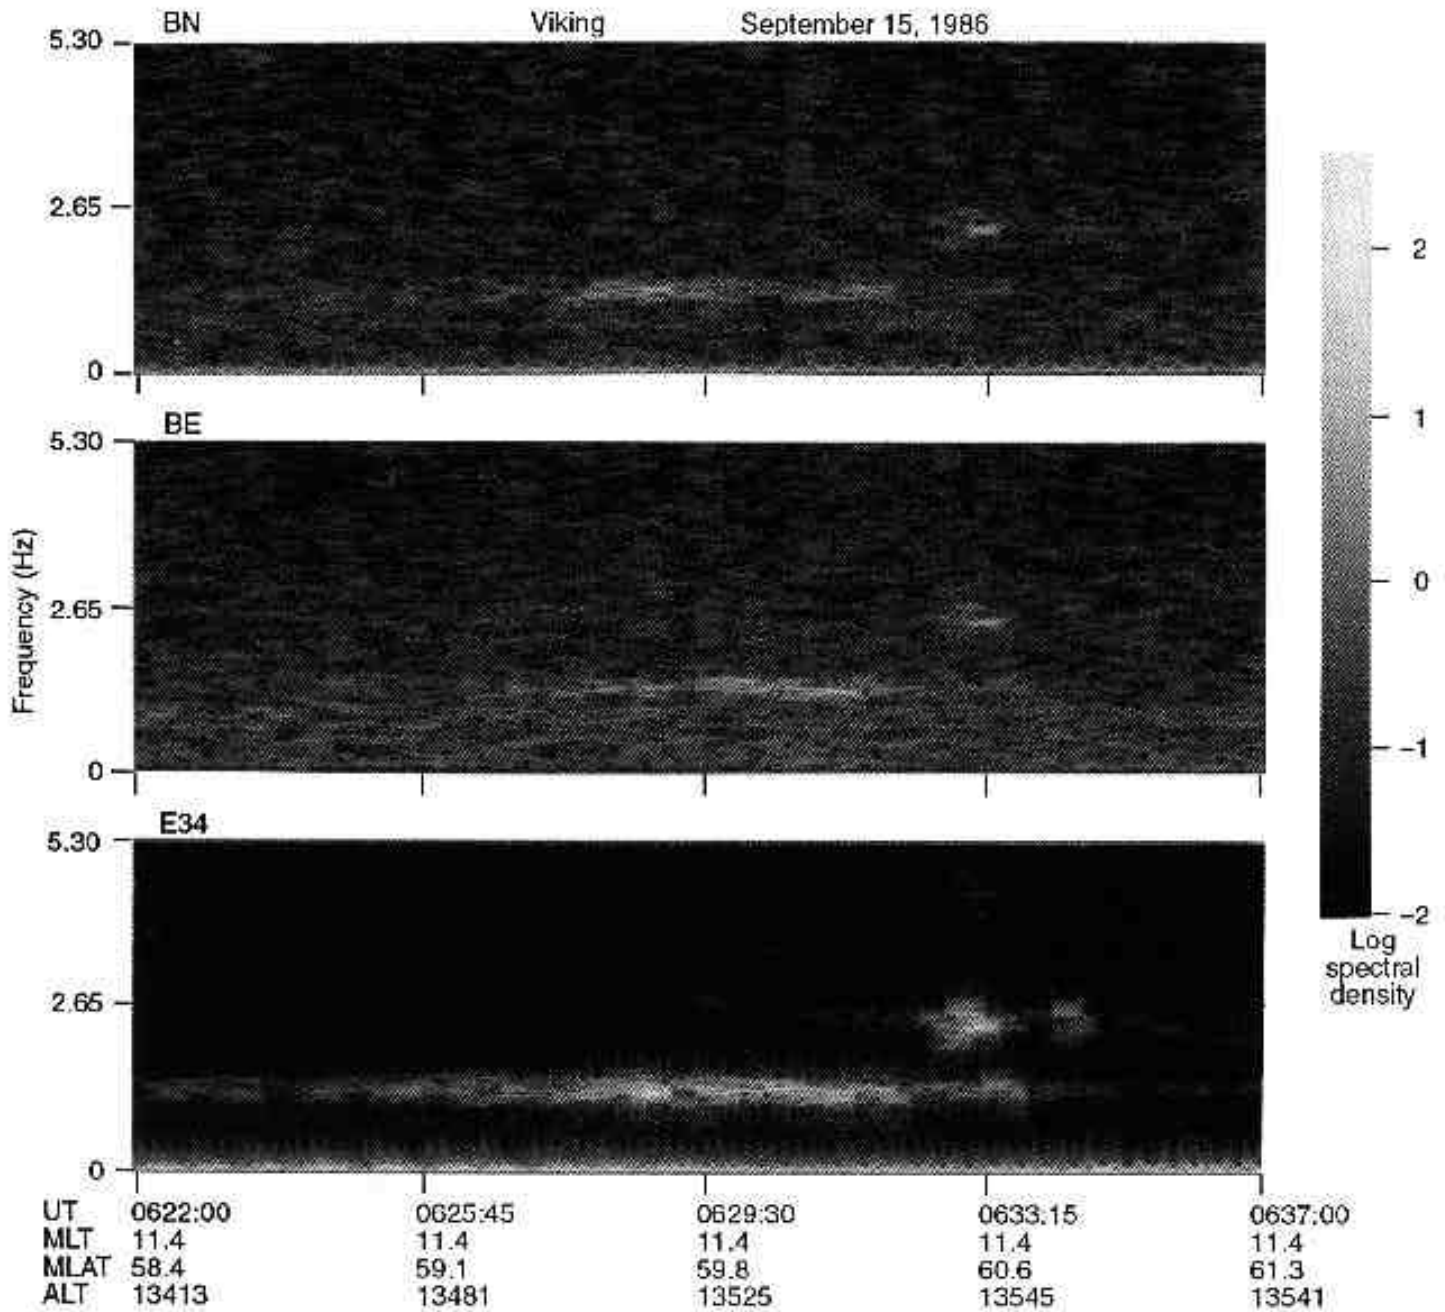 BN Viking September 15, 1986
5.30
2.65
0
BE
5.30
2.65
0
Frequency (Hz)
E34
5.30
2.65
0
2
1
0
-1
-2
Log
spectral
density
UT 0622:00 0625:45 0629:30 0633:15 0637:00
MLT 11.4 11.4 11.4 11.4 11.4
MLAT 58.4 59.1 59.8 60.6 61.3
ALT 13413 13481 13525 13545 13541